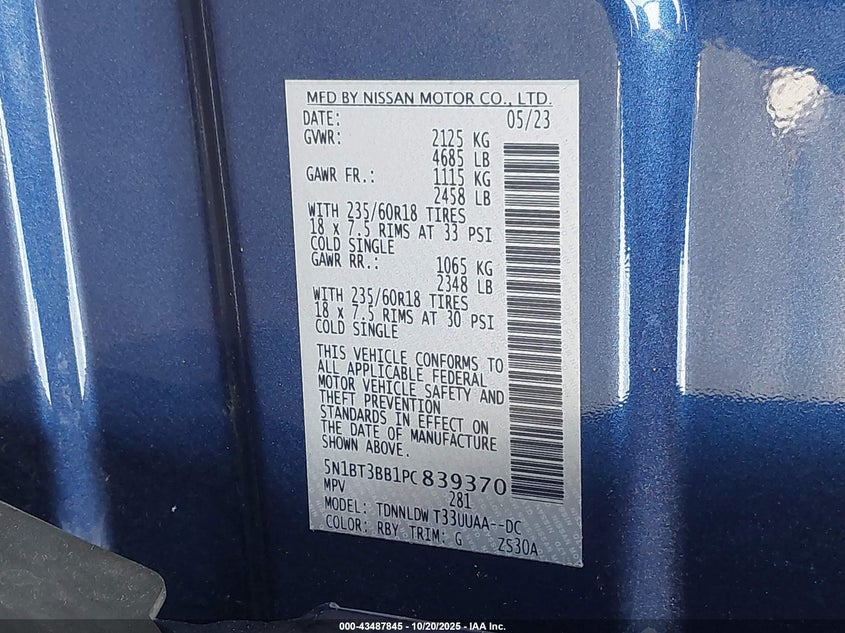 MFD BY NISSAN MOTOR CO., LTD.
DATE: 05/23
GVWR: 2125 KG
4685 LB
GAWR FR.: 1115 KG
2458 LB
WITH 235/60R18 TIRES
18 x 7.5 RIMS AT 33 PSI
COLD SINGLE
GAWR RR.: 1065 KG
2348 LB
WITH 235/60R18 TIRES
18 x 7.5 RIMS AT 30 PSI
COLD SINGLE
THIS VEHICLE CONFORMS TO
ALL APPLICABLE FEDERAL
MOTOR VEHICLE SAFETY AND
THEFT PREVENTION
STANDARDS IN EFFECT ON
THE DATE OF MANUFACTURE
SHOWN ABOVE.
5N1BT3BB1PC 839370
MPV 281
MODEL: TDNNLDW T33UUAA--DC
COLOR: RBY TRIM: G ZS30A
000-43487845 - 10/20/2025 - IAA Inc.